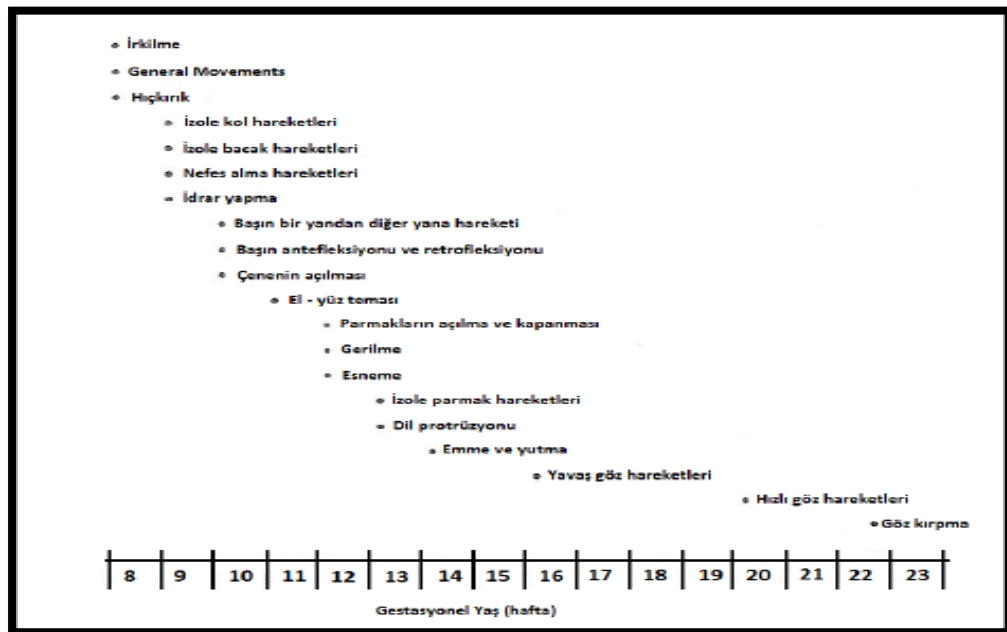 İrkilme
General Movements
Hıçkırık
İzole kol hareketleri
İzole bacak hareketleri
Nefes alma hareketleri
İdrar yapma
Başın bir yandan diğer yana hareketi
Başın antefleksiyonu ve retrofleksiyonu
Çenenin açılması
El - yüz teması
Parmakların açılma ve kapanması
Gerilme
Esneme
İzole parmak hareketleri
Dil protrüzyonu
Emme ve yutma
Yavaş göz hareketleri
Hızlı göz hareketleri
Göz kırpma
8 9 10 11 12 13 14 15 16 17 18 19 20 21 22 23
Gestasyonel Yaş (hafta)